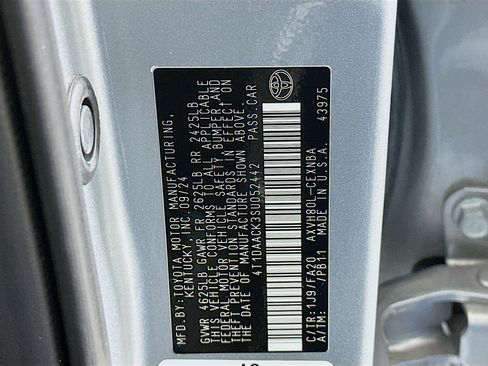 MFD.BY:TOYOTA MOTOR MANUFACTURING,
KENTUCKY, INC. 09/24
GVWR 4625LB GAWR FR 2625LB RR 2425LB
THIS VEHICLE CONFORMS TO ALL APPLICABLE
FEDERAL MOTOR VEHICLE SAFETY, BUMPER, AND
THEFT PREVENTION STANDARDS IN EFFECT ON
THE DATE OF MANUFACTURE SHOWN ABOVE.
4T1DAACK3SU052442 PASS.CAR
C/TR:1J9/FA20 AXVH80L-CEXNBA
A/TM: /PB11 MADE IN U.S.A. 43975